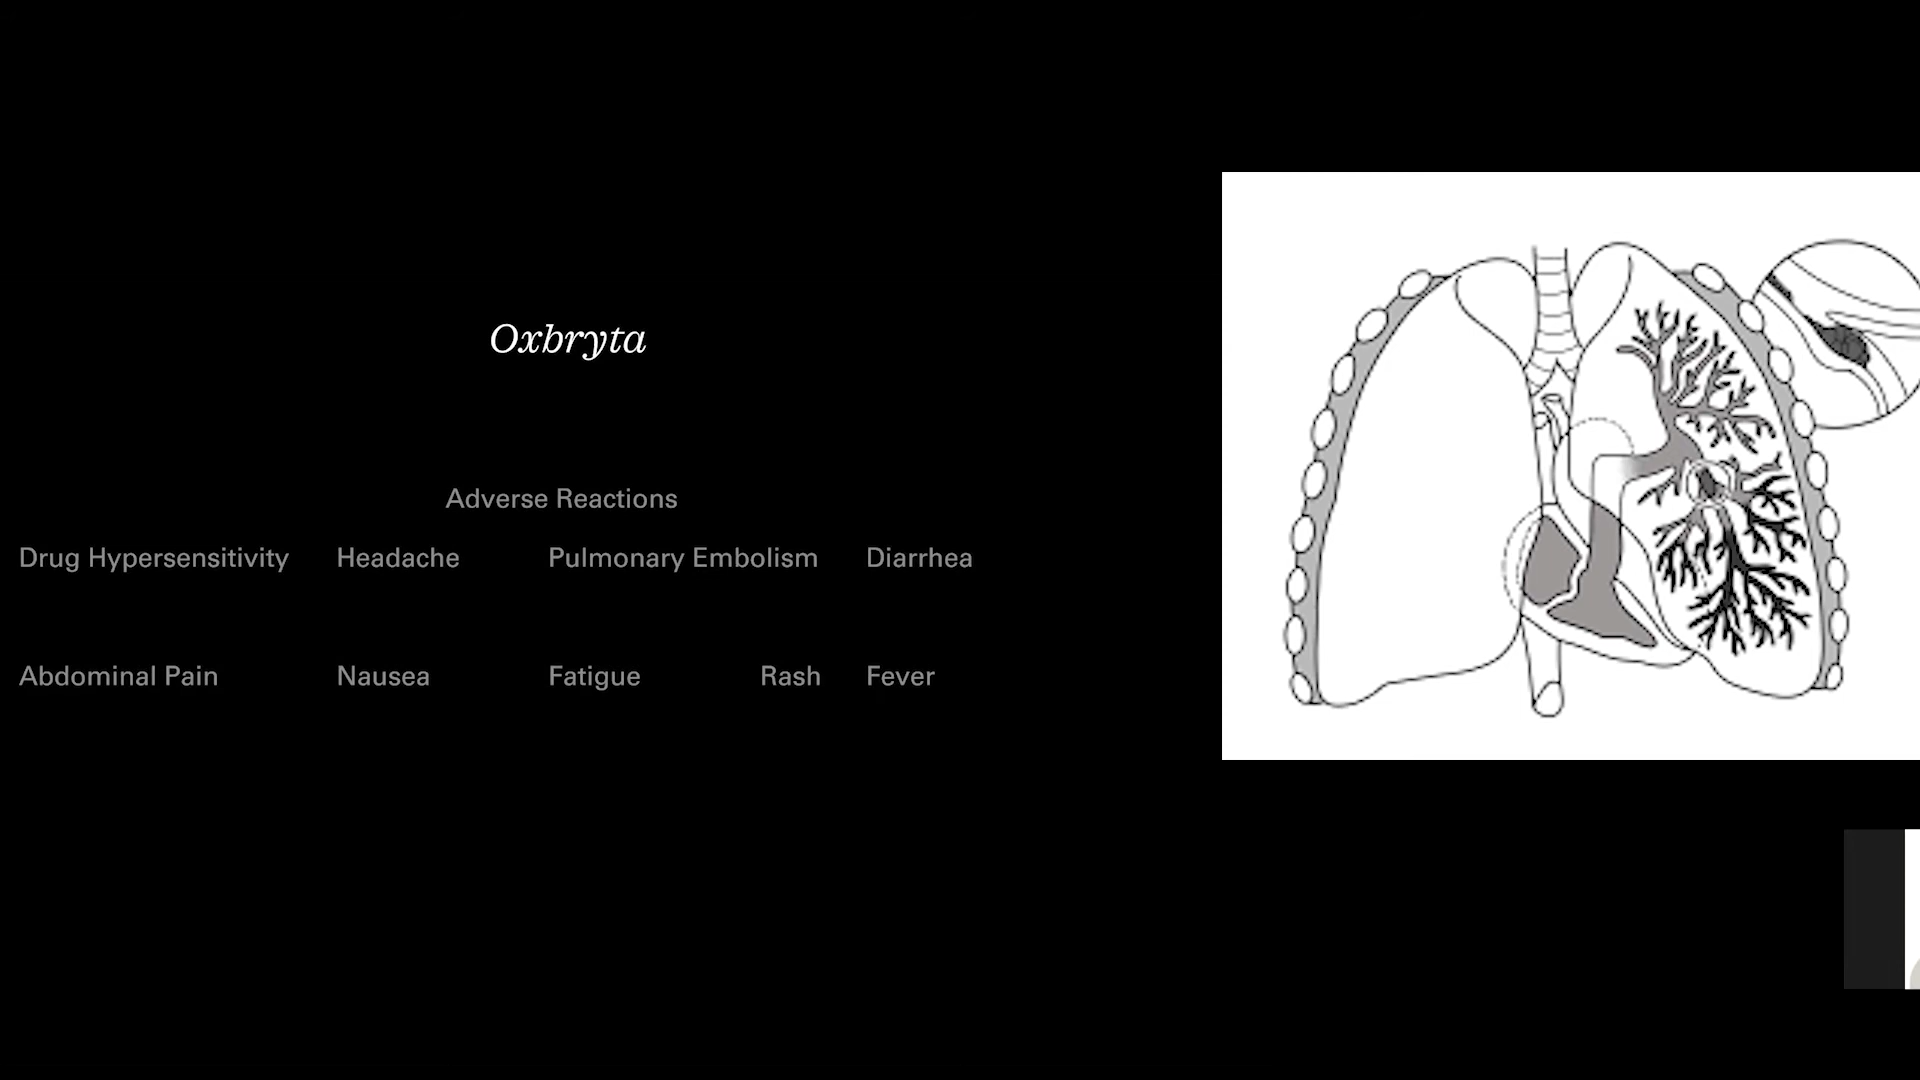 Oxbryta
Adverse Reactions
Drug Hypersensitivity Headache Pulmonary Embolism Diarrhea
Abdominal Pain Nausea Fatigue Rash Fever